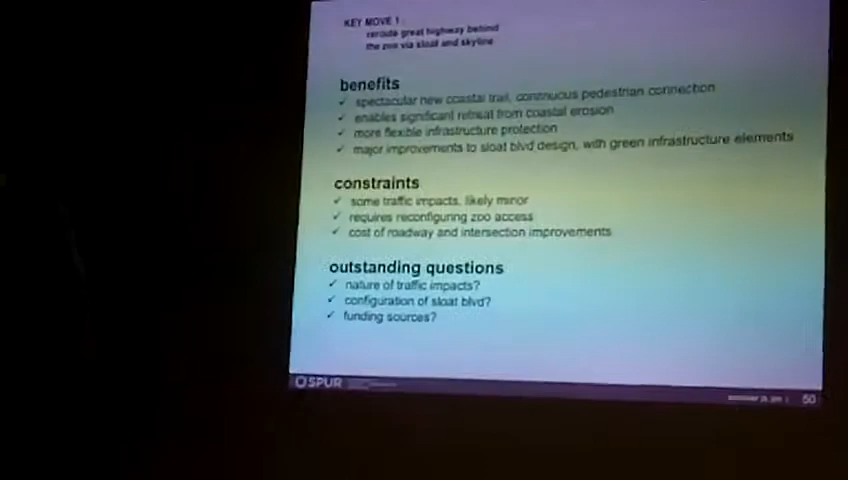 KEY MOVE 1:
reroute great highway behind
the zoo via sloat and skyline
benefits
✓ spectacular new coastal trail, continuous pedestrian connection
✓ enables significant retreat from coastal erosion
✓ more flexible infrastructure protection
✓ major improvements to sloat blvd design, with green infrastructure elements
constraints
✓ some traffic impacts, likely minor
✓ requires reconfiguring zoo access
✓ cost of roadway and intersection improvements
outstanding questions
✓ nature of traffic impacts?
✓ configuration of sloat blvd?
✓ funding sources?
SPUR
50